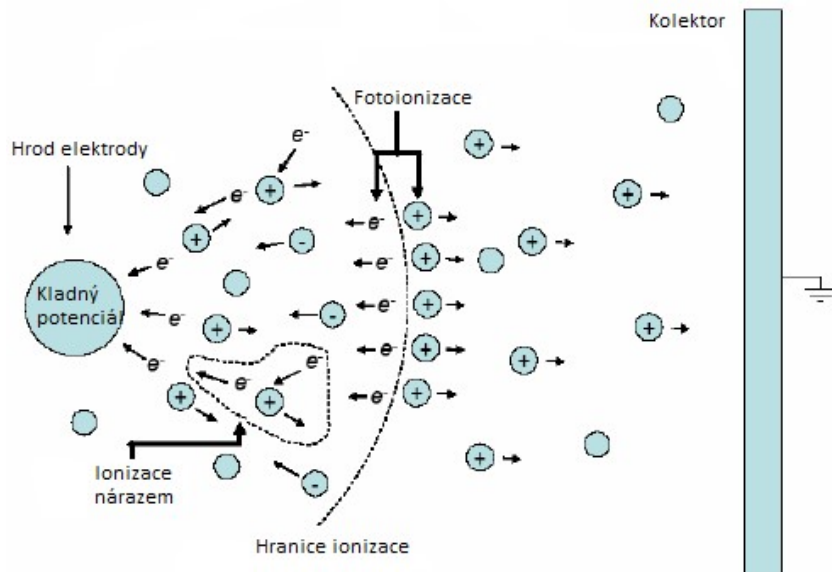 Kolektor
Fotoionizace
e-
+
Hrod elektrody
+
+
e-
e-
+
+
-
+
+
e-
e-
Kladný
potenciál
e-
+
-
e-
+
+
e-
+
e-
e-
+
e-
+
e-
+
+
+
Ionizace
nárazem
+
-
Hranice ionizace